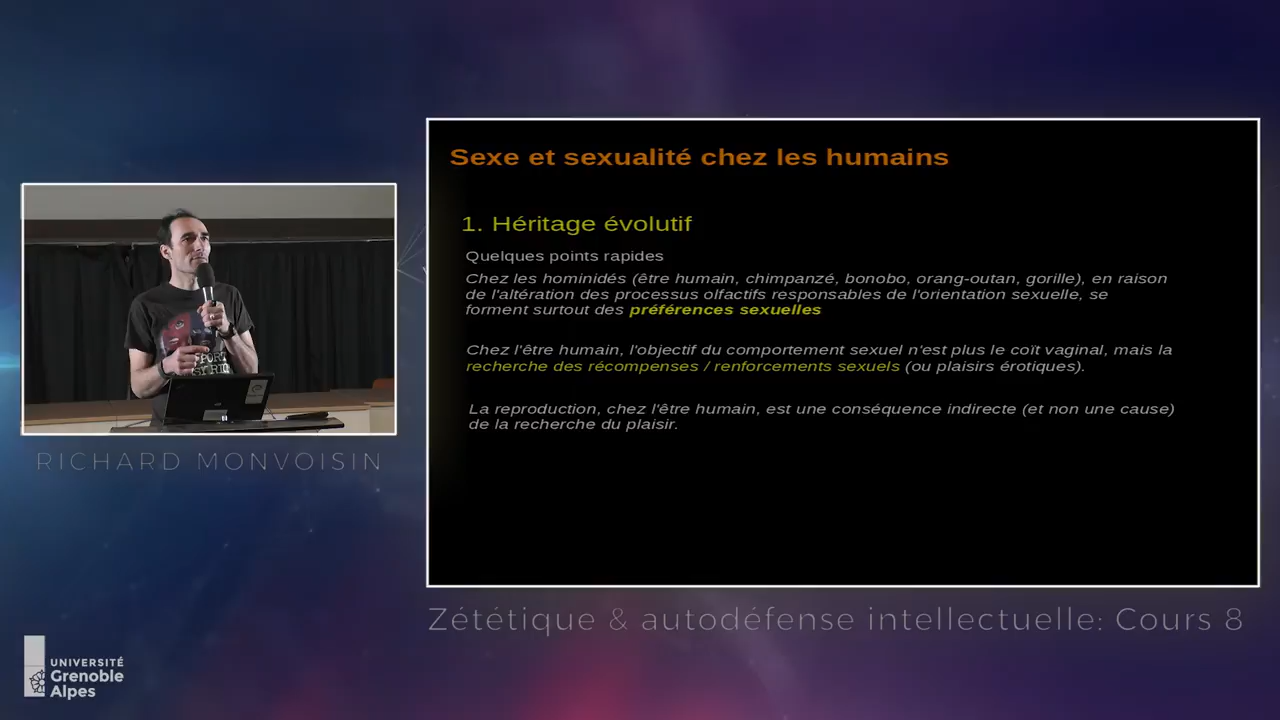 Sexe et sexualité chez les humains
1. Héritage évolutif
Quelques points rapides
Chez les hominidés (être humain, chimpanzé, bonobo, orang-outan, gorille), en raison
de l'altération des processus olfactifs responsables de l'orientation sexuelle, se
forment surtout des préférences sexuelles
Chez l'être humain, l'objectif du comportement sexuel n'est plus le coït vaginal, mais la
recherche des récompenses / renforcements sexuels (ou plaisirs érotiques).
La reproduction, chez l'être humain, est une conséquence indirecte (et non une cause)
de la recherche du plaisir.
RICHARD MONVOISIN
Zététique & autodéfense intellectuelle: Cours 8
UNIVERSITÉ
Grenoble
Alpes